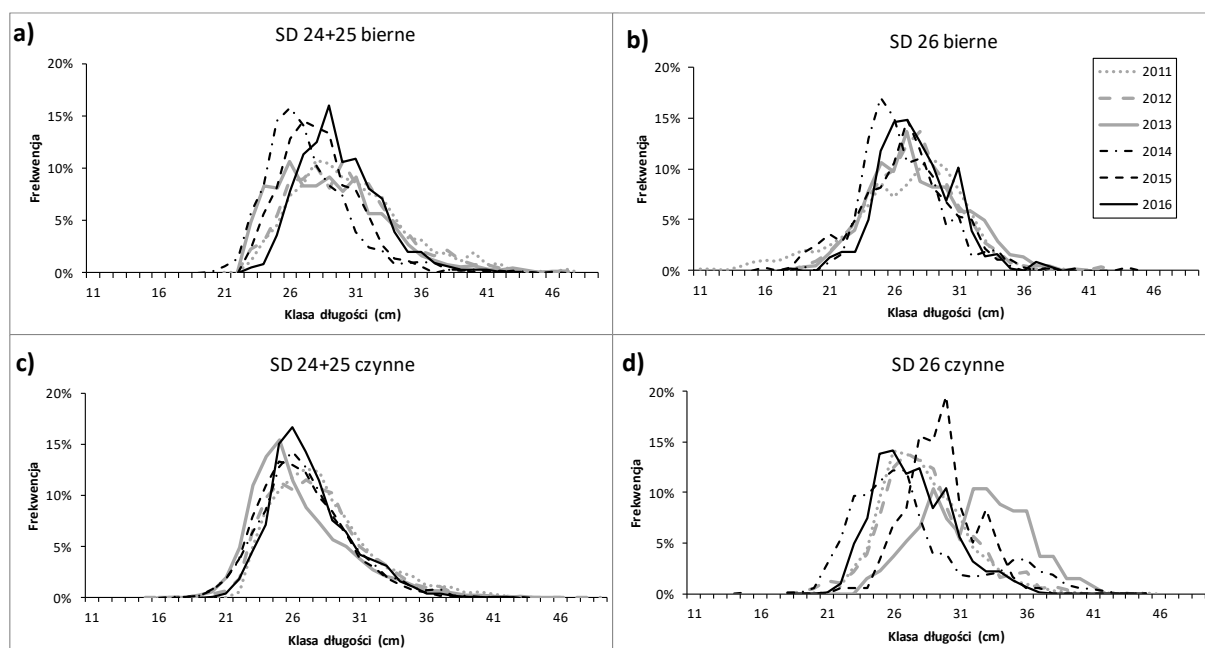 a)
SD 24+25 bierne
20%
15%
10%
5%
0%
Frekwencja
11 16 21 26 31 36 41 46
Klasa długości (cm)
b)
SD 26 bierne
20%
15%
10%
5%
0%
Frekwencja
11 16 21 26 31 36 41 46
Klasa długości (cm)
2011
2012
2013
2014
2015
2016
c)
SD 24+25 czynne
20%
15%
10%
5%
0%
Frekwencja
11 16 21 26 31 36 41 46
Klasa długości (cm)
d)
SD 26 czynne
20%
15%
10%
5%
0%
Frekwencja
11 16 21 26 31 36 41 46
Klasa długości (cm)